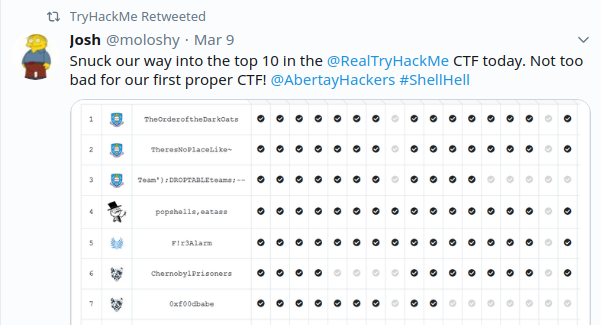 TryHackMe Retweeted
Josh @moloshy · Mar 9
Snuck our way into the top 10 in the @RealTryHackMe CTF today. Not too
bad for our first proper CTF! @AbertayHackers #ShellHell
1 TheOrderoftheDarkOats
2 TheresNoPlaceLike~
3 Team");DROPTABLEteams;--
4 popshells,eatass
5 F!r3Alarm
6 ChernobylPrisoners
7 0xf00dbabe